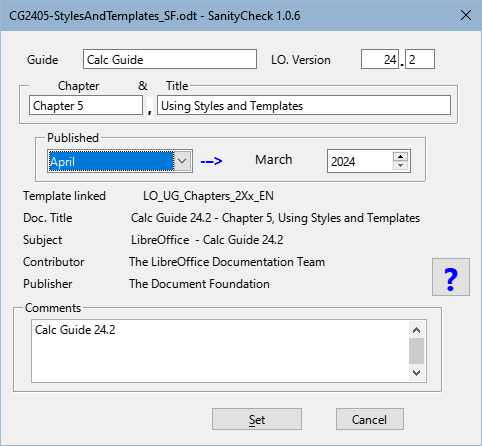 CG2405-StylesAndTemplates_SF.odt - SanityCheck 1.0.6
Guide Calc Guide LO. Version 24 . 2
Chapter & Title
Chapter 5 , Using Styles and Templates
Published
April ---> March 2024
Template linked LO_UG_Chapters_2Xx_EN
Doc. Title Calc Guide 24.2 - Chapter 5, Using Styles and Templates
Subject LibreOffice - Calc Guide 24.2
Contributor The LibreOffice Documentation Team
Publisher The Document Foundation
?
Comments
Calc Guide 24.2
Set Cancel